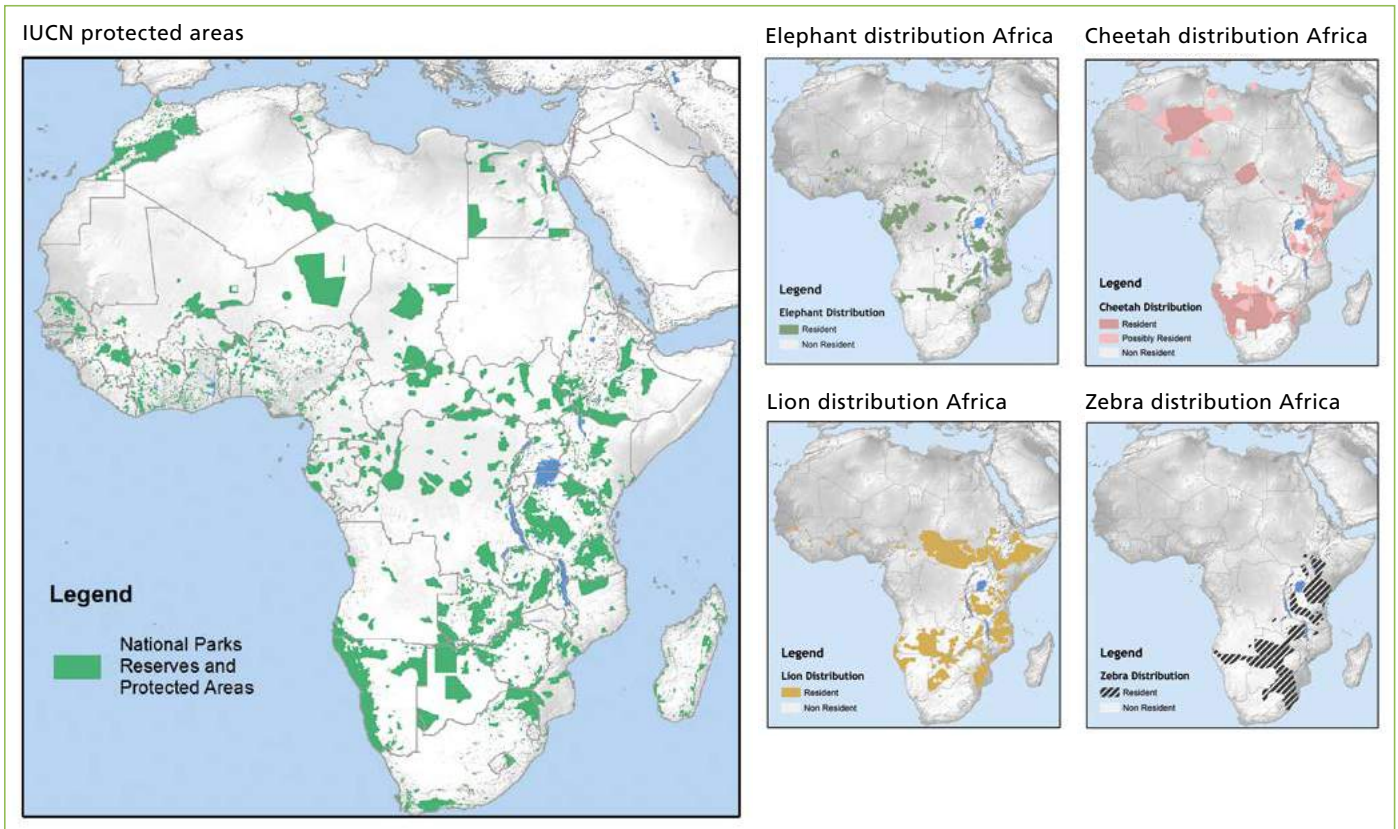 IUCN protected areas
Legend
National Parks
Reserves and
Protected Areas
Elephant distribution Africa
Legend
Elephant Distribution
Resident
Non Resident
Cheetah distribution Africa
Legend
Cheetah Distribution
Resident
Possibly Resident
Non Resident
Lion distribution Africa
Legend
Lion Distribution
Resident
Non Resident
Zebra distribution Africa
Legend
Zebra Distribution
Resident
Non Resident